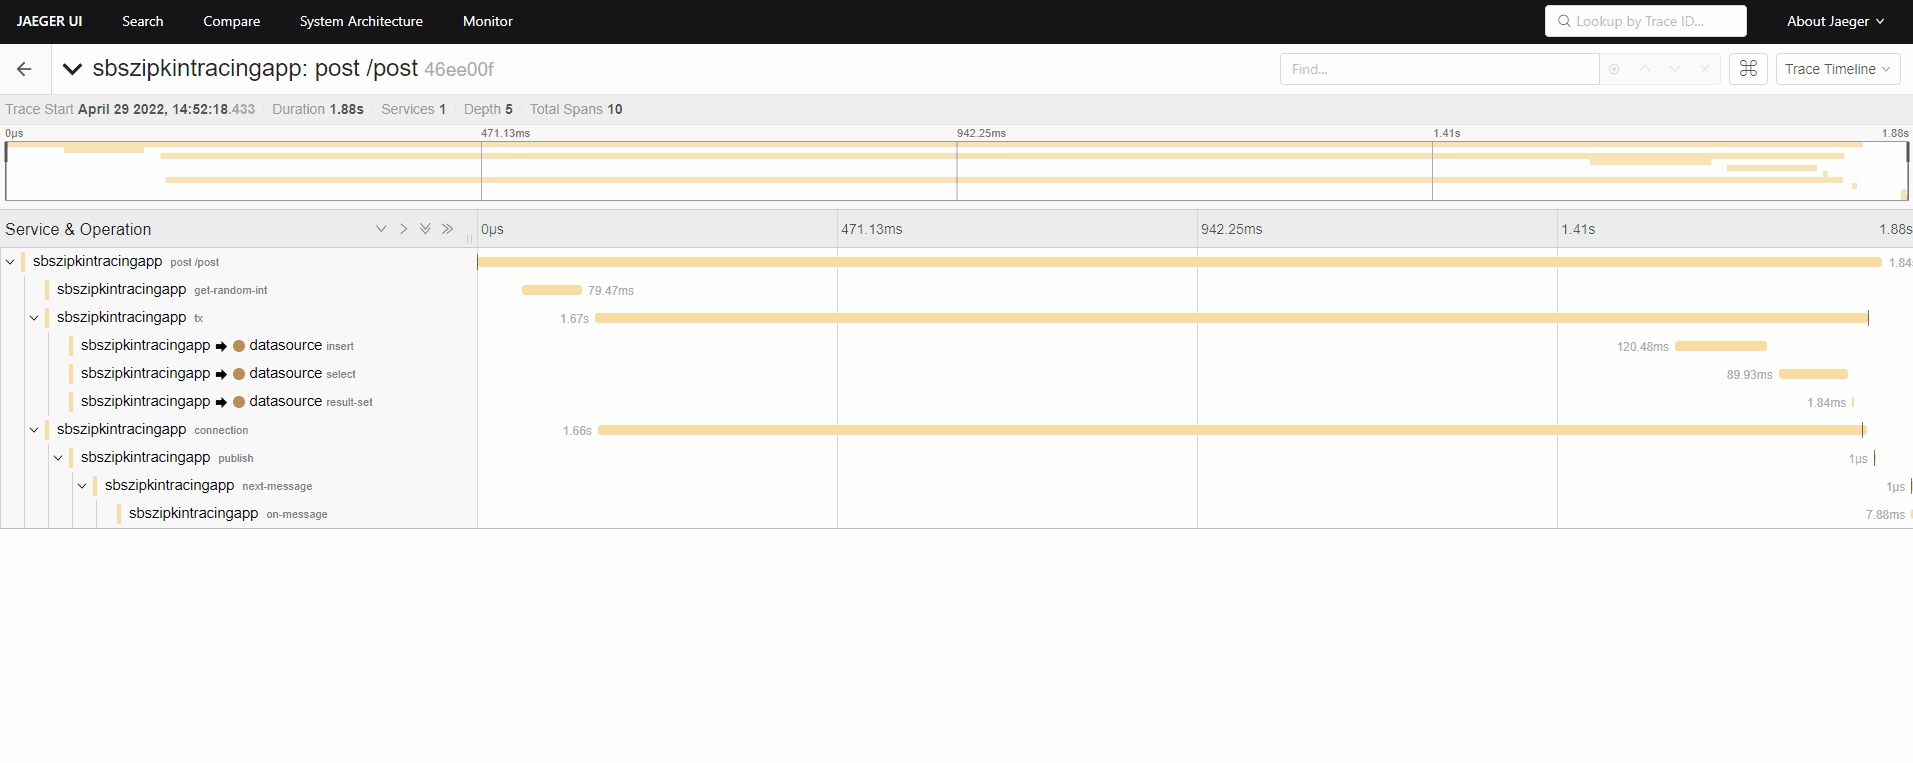 JAEGER UI Search Compare System Architecture Monitor Lookup by Trace ID... About Jaeger
sbszipkintracingapp: post /post 46ee00f Find... Trace Timeline
Trace Start April 29 2022, 14:52:18.433 Duration 1.88s Services 1 Depth 5 Total Spans 10
0μs 471.13ms 942.25ms 1.41s 1.88s
Service & Operation 0μs 471.13ms 942.25ms 1.41s 1.88s
sbszipkintracingapp post /post 1.84s
sbszipkintracingapp get-random-int 79.47ms
sbszipkintracingapp tx 1.67s
sbszipkintracingapp datasource insert 120.48ms
sbszipkintracingapp datasource select 89.93ms
sbszipkintracingapp datasource result-set 1.84ms
sbszipkintracingapp connection 1.66s
sbszipkintracingapp publish 1μs
sbszipkintracingapp next-message 1μs
sbszipkintracingapp on-message 7.88ms